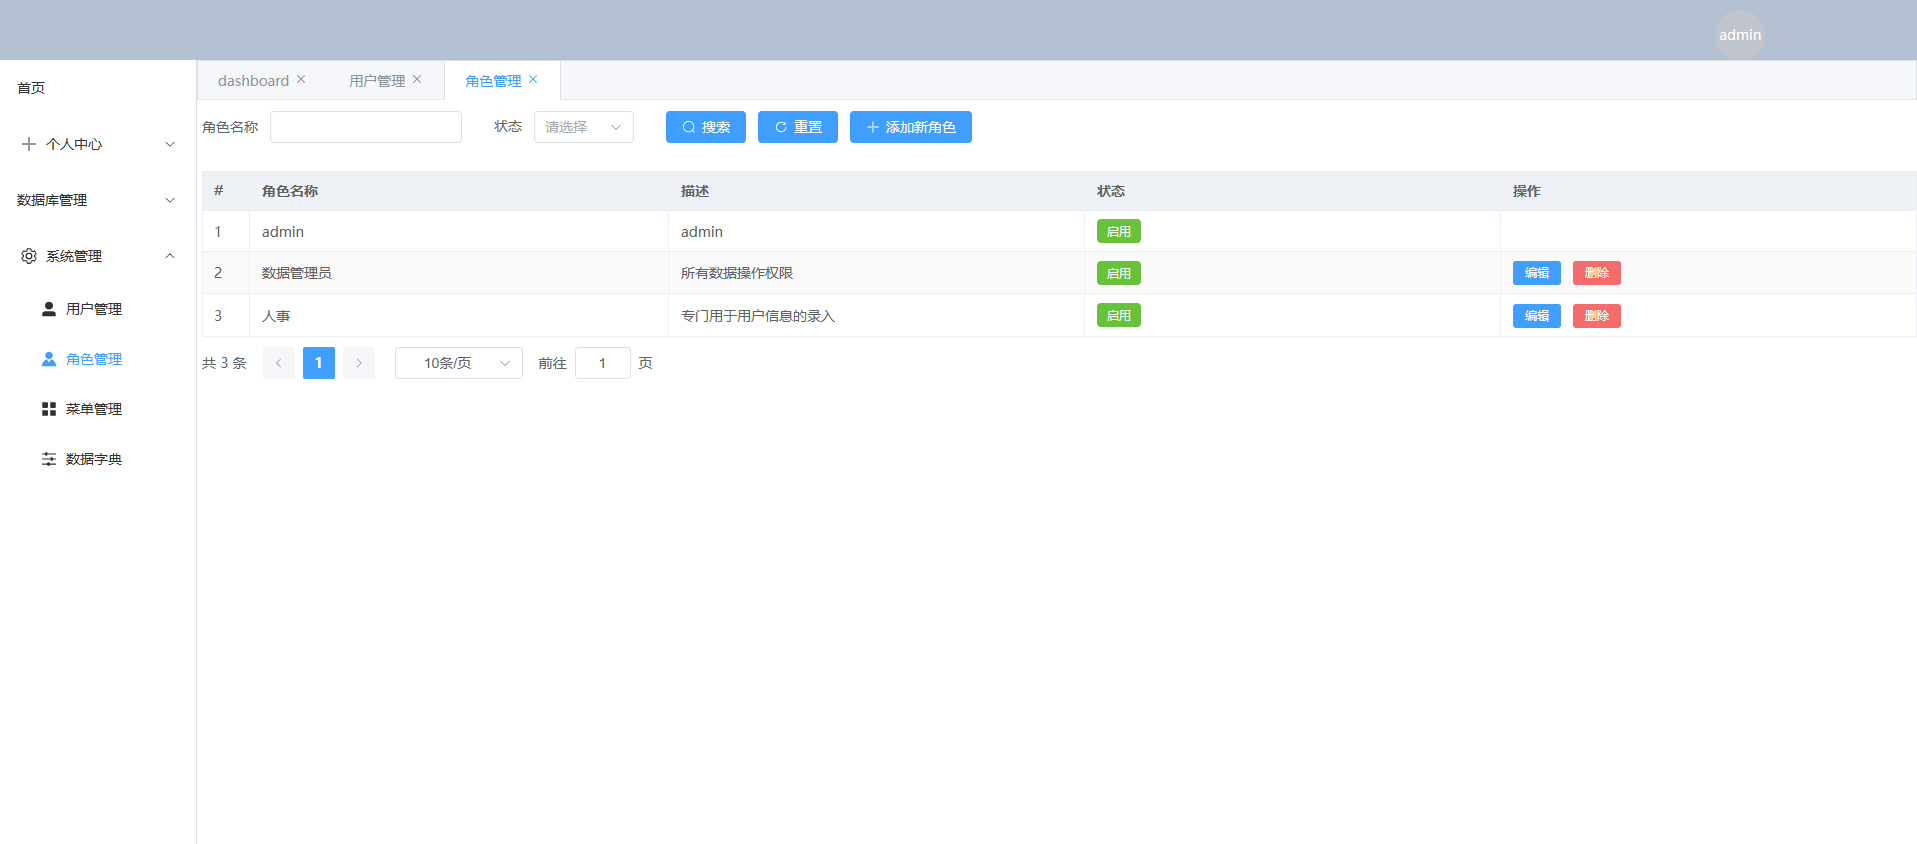 admin
首页
个人中心
数据库管理
系统管理
用户管理
角色管理
菜单管理
数据字典
dashboard 用户管理 角色管理
角色名称 状态 请选择 搜索 重置 添加新角色
# 角色名称 描述 状态 操作
1 admin admin 启用
2 数据管理员 所有数据操作权限 启用 编辑 删除
3 人事 专门用于用户信息的录入 启用 编辑 删除
共 3 条 1 10条/页 前往 1 页